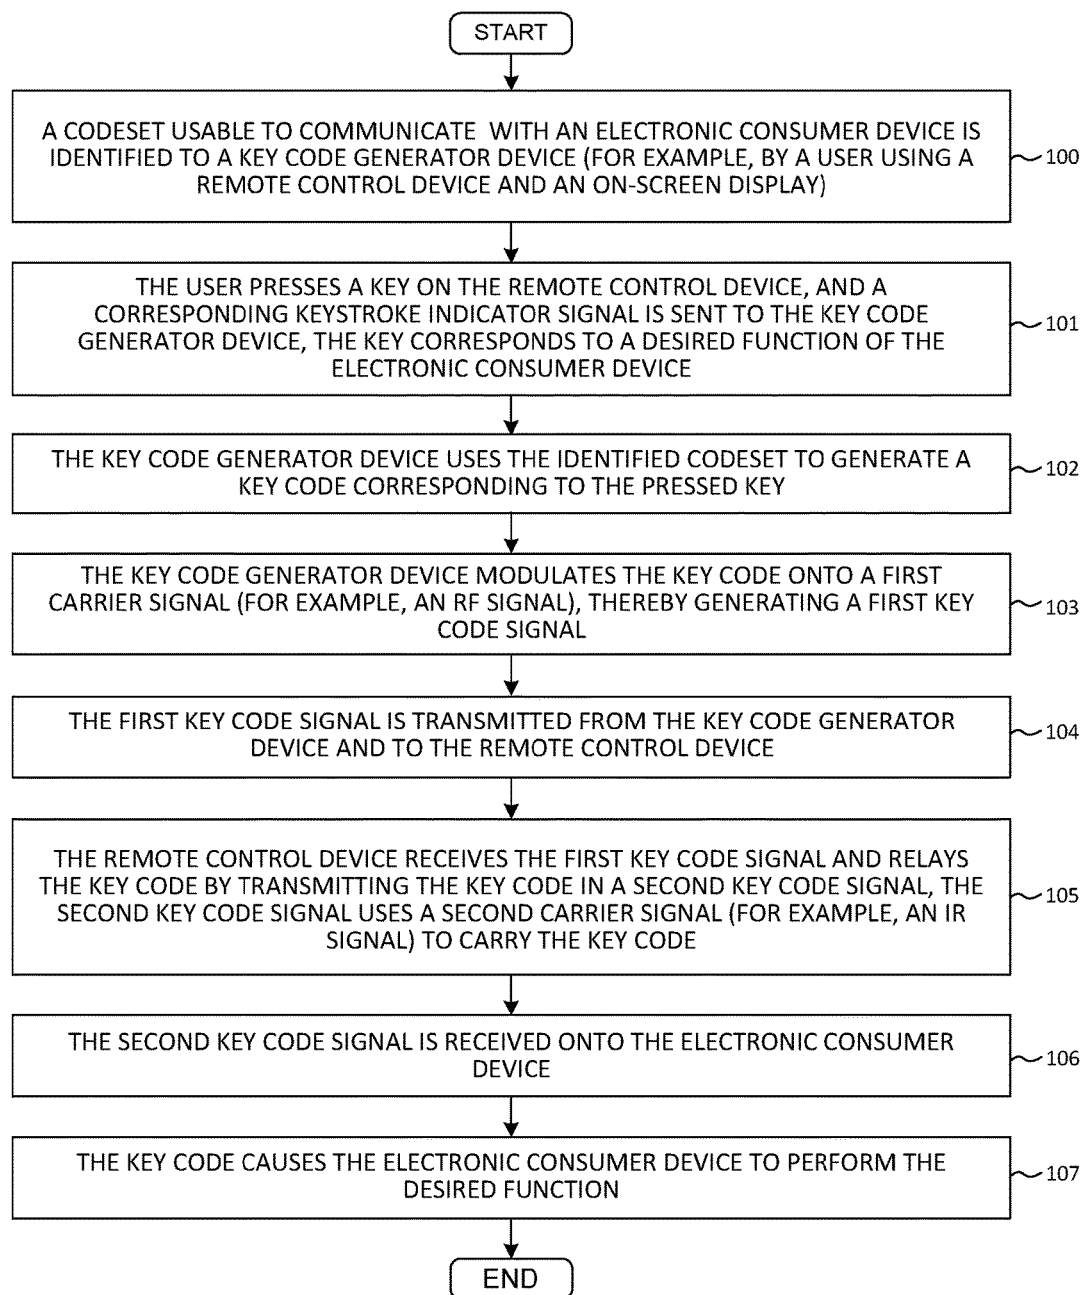 START
A CODESET USABLE TO COMMUNICATE WITH AN ELECTRONIC CONSUMER DEVICE IS
IDENTIFIED TO A KEY CODE GENERATOR DEVICE (FOR EXAMPLE, BY A USER USING A
REMOTE CONTROL DEVICE AND AN ON-SCREEN DISPLAY)
100
THE USER PRESSES A KEY ON THE REMOTE CONTROL DEVICE, AND A
CORRESPONDING KEYSTROKE INDICATOR SIGNAL IS SENT TO THE KEY CODE
GENERATOR DEVICE, THE KEY CORRESPONDS TO A DESIRED FUNCTION OF THE
ELECTRONIC CONSUMER DEVICE
101
THE KEY CODE GENERATOR DEVICE USES THE IDENTIFIED CODESET TO GENERATE A
KEY CODE CORRESPONDING TO THE PRESSED KEY
102
THE KEY CODE GENERATOR DEVICE MODULATES THE KEY CODE ONTO A FIRST
CARRIER SIGNAL (FOR EXAMPLE, AN RF SIGNAL), THEREBY GENERATING A FIRST KEY
CODE SIGNAL
103
THE FIRST KEY CODE SIGNAL IS TRANSMITTED FROM THE KEY CODE GENERATOR
DEVICE AND TO THE REMOTE CONTROL DEVICE
104
THE REMOTE CONTROL DEVICE RECEIVES THE FIRST KEY CODE SIGNAL AND RELAYS
THE KEY CODE BY TRANSMITTING THE KEY CODE IN A SECOND KEY CODE SIGNAL, THE
SECOND KEY CODE SIGNAL USES A SECOND CARRIER SIGNAL (FOR EXAMPLE, AN IR
SIGNAL) TO CARRY THE KEY CODE
105
THE SECOND KEY CODE SIGNAL IS RECEIVED ONTO THE ELECTRONIC CONSUMER
DEVICE
106
THE KEY CODE CAUSES THE ELECTRONIC CONSUMER DEVICE TO PERFORM THE
DESIRED FUNCTION
107
END